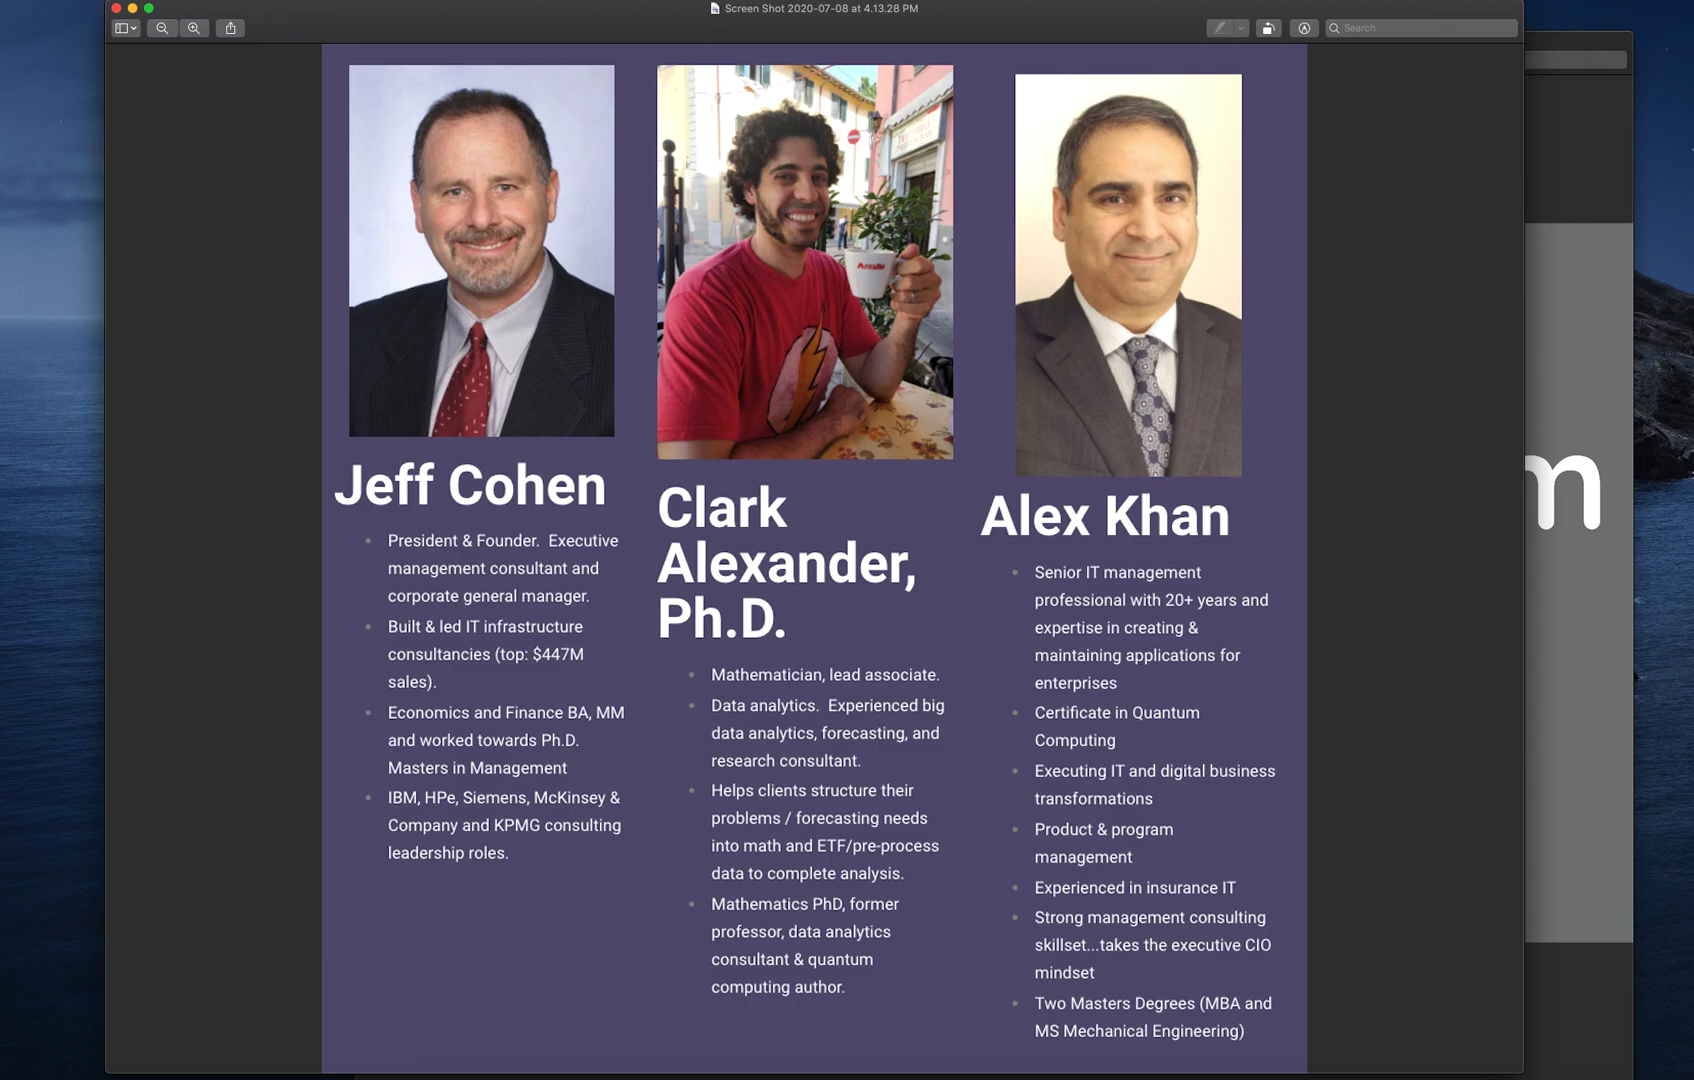 Screen Shot 2020-07-08 at 4.13.28 PM
Search
Arcaffe
Jeff Cohen
President & Founder.  Executive
management consultant and
corporate general manager.
Built & led IT infrastructure
consultancies (top: $447M
sales).
Economics and Finance BA, MM
and worked towards Ph.D.
Masters in Management
IBM, HPe, Siemens, McKinsey &
Company and KPMG consulting
leadership roles.
Clark
Alexander,
Ph.D.
Mathematician, lead associate.
Data analytics.  Experienced big
data analytics, forecasting, and
research consultant.
Helps clients structure their
problems / forecasting needs
into math and ETF/pre-process
data to complete analysis.
Mathematics PhD, former
professor, data analytics
consultant & quantum
computing author.
Alex Khan
Senior IT management
professional with 20+ years and
expertise in creating &
maintaining applications for
enterprises
Certificate in Quantum
Computing
Executing IT and digital business
transformations
Product & program
management
Experienced in insurance IT
Strong management consulting
skillset...takes the executive CIO
mindset
Two Masters Degrees (MBA and
MS Mechanical Engineering)
m